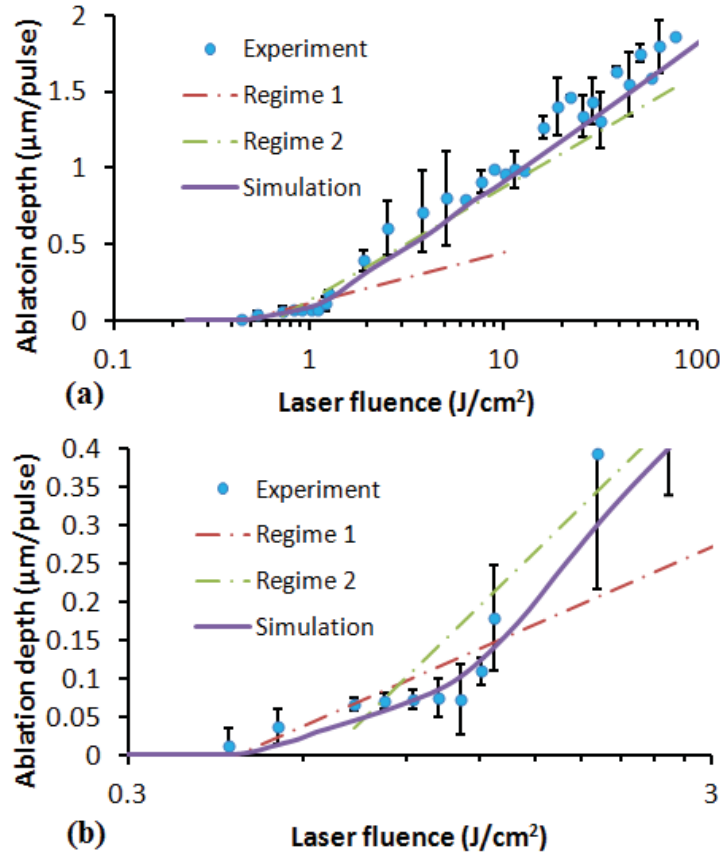 2
1.5
1
0.5
0
Ablatoin depth (µm/pulse)
Experiment
Regime 1
Regime 2
Simulation
0.1
1
10
100
(a)
Laser fluence (J/cm²)
0.4
0.35
0.3
0.25
0.2
0.15
0.1
0.05
0
Ablation depth (µm/pulse)
Experiment
Regime 1
Regime 2
Simulation
0.3
3
(b)
Laser fluence (J/cm²)